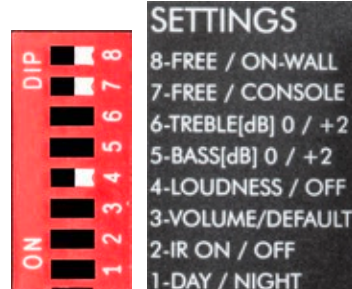 DIP
8
7
6
5
4
3
2
1
ON
SETTINGS
8-FREE / ON-WALL
7-FREE / CONSOLE
6-TREBLE[dB] 0 / +2
5-BASS[dB] 0 / +2
4-LOUDNESS / OFF
3-VOLUME/DEFAULT
2-IR ON / OFF
1-DAY / NIGHT